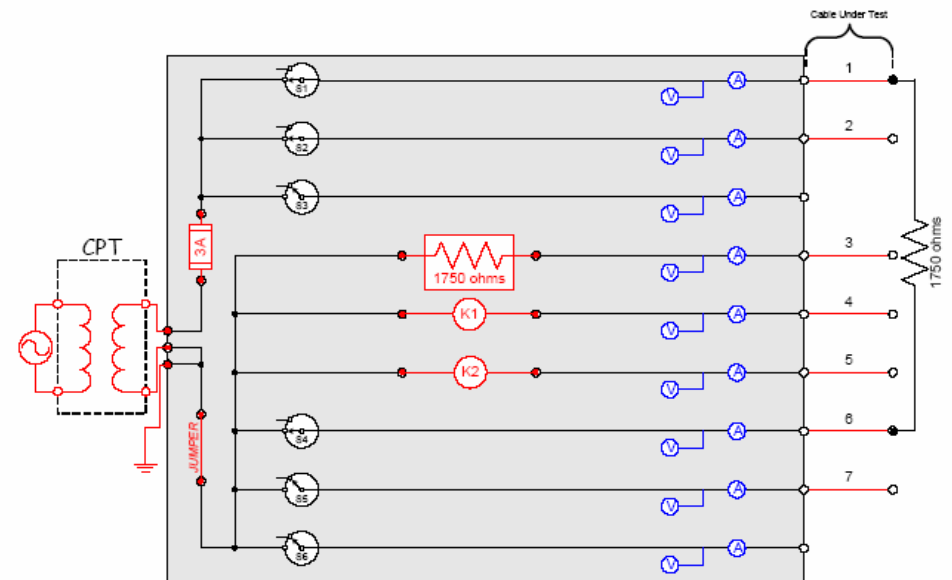 Cable Under Test
S1
V
A
1
S2
V
A
2
S3
V
A
3A
CPT
1750 ohms
V
A
3
1750 ohms
K1
V
A
4
K2
V
A
5
S4
V
A
6
JUMPER
S5
V
A
7
S6
V
A